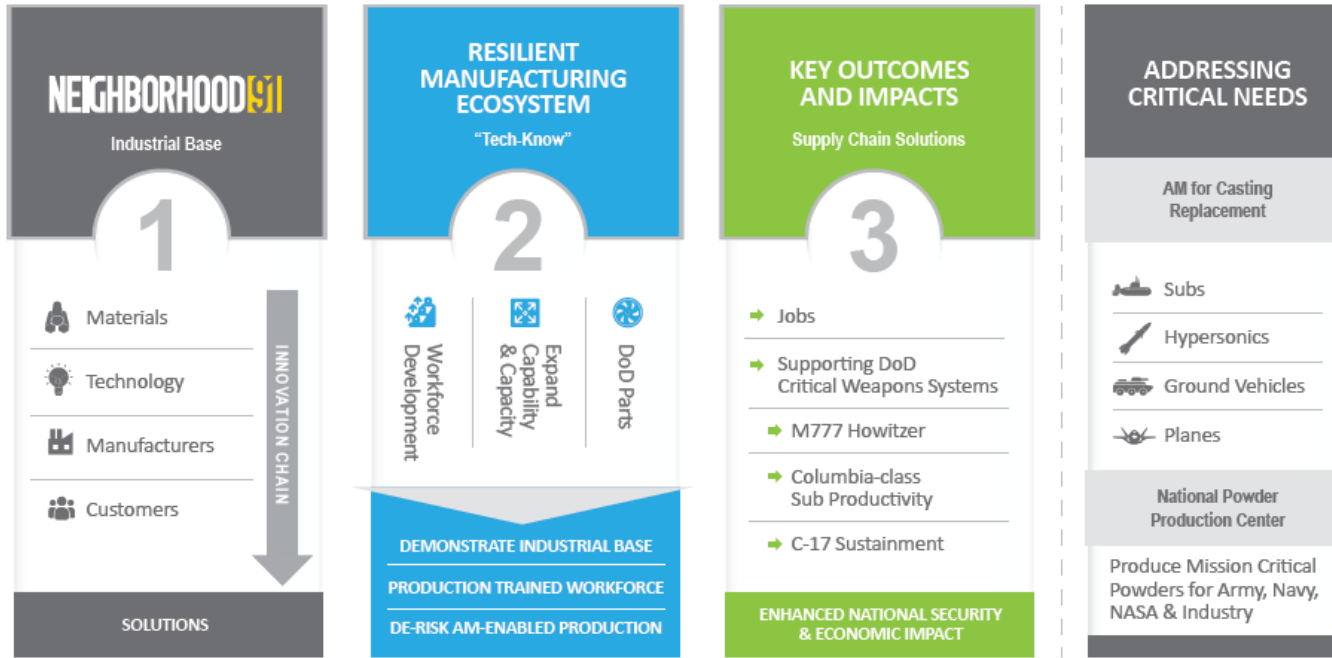 NEIGHBORHOOD 91
Industrial Base
1
Materials
Technology
Manufacturers
Customers
INNOVATION CHAIN
SOLUTIONS
RESILIENT
MANUFACTURING
ECOSYSTEM
“Tech-Know”
2
Workforce
Development
Expand
Capability
& Capacity
DoD Parts
DEMONSTRATE INDUSTRIAL BASE
PRODUCTION TRAINED WORKFORCE
DE-RISK AM-ENABLED PRODUCTION
KEY OUTCOMES
AND IMPACTS
Supply Chain Solutions
3
Jobs
Supporting DoD
Critical Weapons Systems
M777 Howitzer
Columbia-class
Sub Productivity
C-17 Sustainment
ENHANCED NATIONAL SECURITY
& ECONOMIC IMPACT
ADDRESSING
CRITICAL NEEDS
AM for Casting
Replacement
Subs
Hypersonics
Ground Vehicles
Planes
National Powder
Production Center
Produce Mission Critical
Powders for Army, Navy,
NASA & Industry